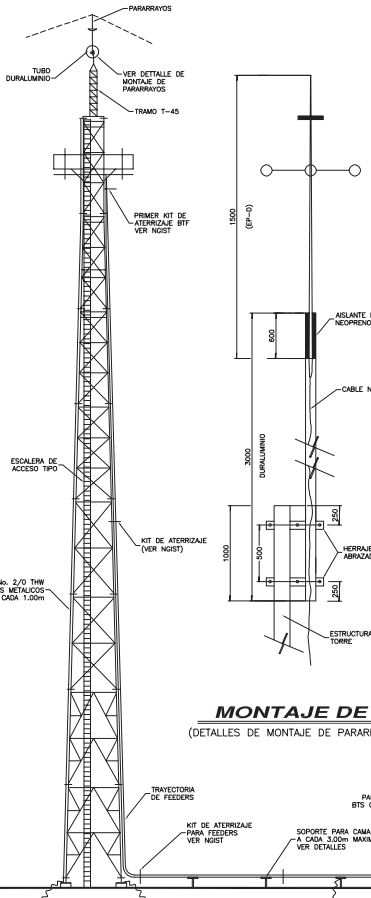 PARARRAYOS
TUBO
DURALUMINIO
VER DETTALLE DE
MONTAJE DE
PARARRAYOS
TRAMO T-45
PRIMER KIT DE
ATERRIZAJE BTF
VER NGIST
ESCALERA DE
ACCESO TIPO
KIT DE ATERRIZAJE
(VER NGIST)
No. 2/0 THW
S METALICOS
CADA 1.00m
TRAYECTORIA
DE FEEDERS
KIT DE ATERRIZAJE
PARA FEEDERS
VER NGIST
1500
(EP-D)
600
3000
DURALUMINIO
1000
500
250
250
AISLANTE
NEOPRENO
CABLE N
HERRAJE
ABRAZAD
ESTRUCTURA
TORRE
MONTAJE DE
(DETALLES DE MONTAJE DE PARAR
PA
BTS
SOPORTE PARA CAMA
A CADA 3.00m MAXIM
VER DETALLES